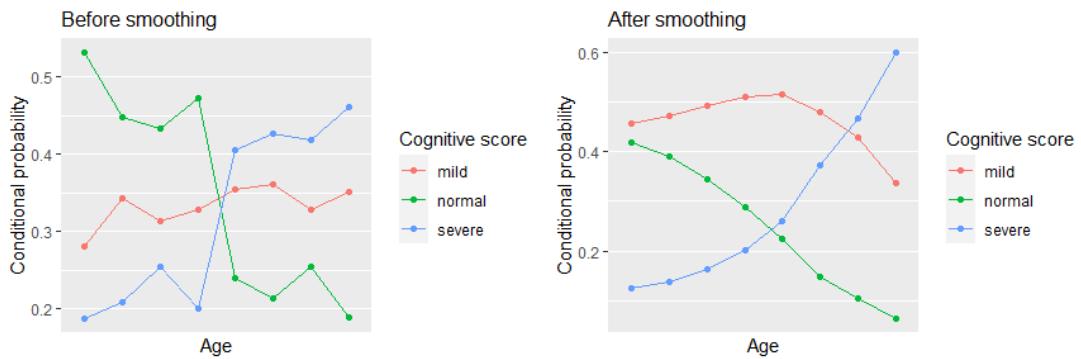 Before smoothing
0.5
0.4
0.3
0.2
Conditional probability
Age
Cognitive score
mild
normal
severe
After smoothing
0.6
0.4
0.2
Conditional probability
Age
Cognitive score
mild
normal
severe